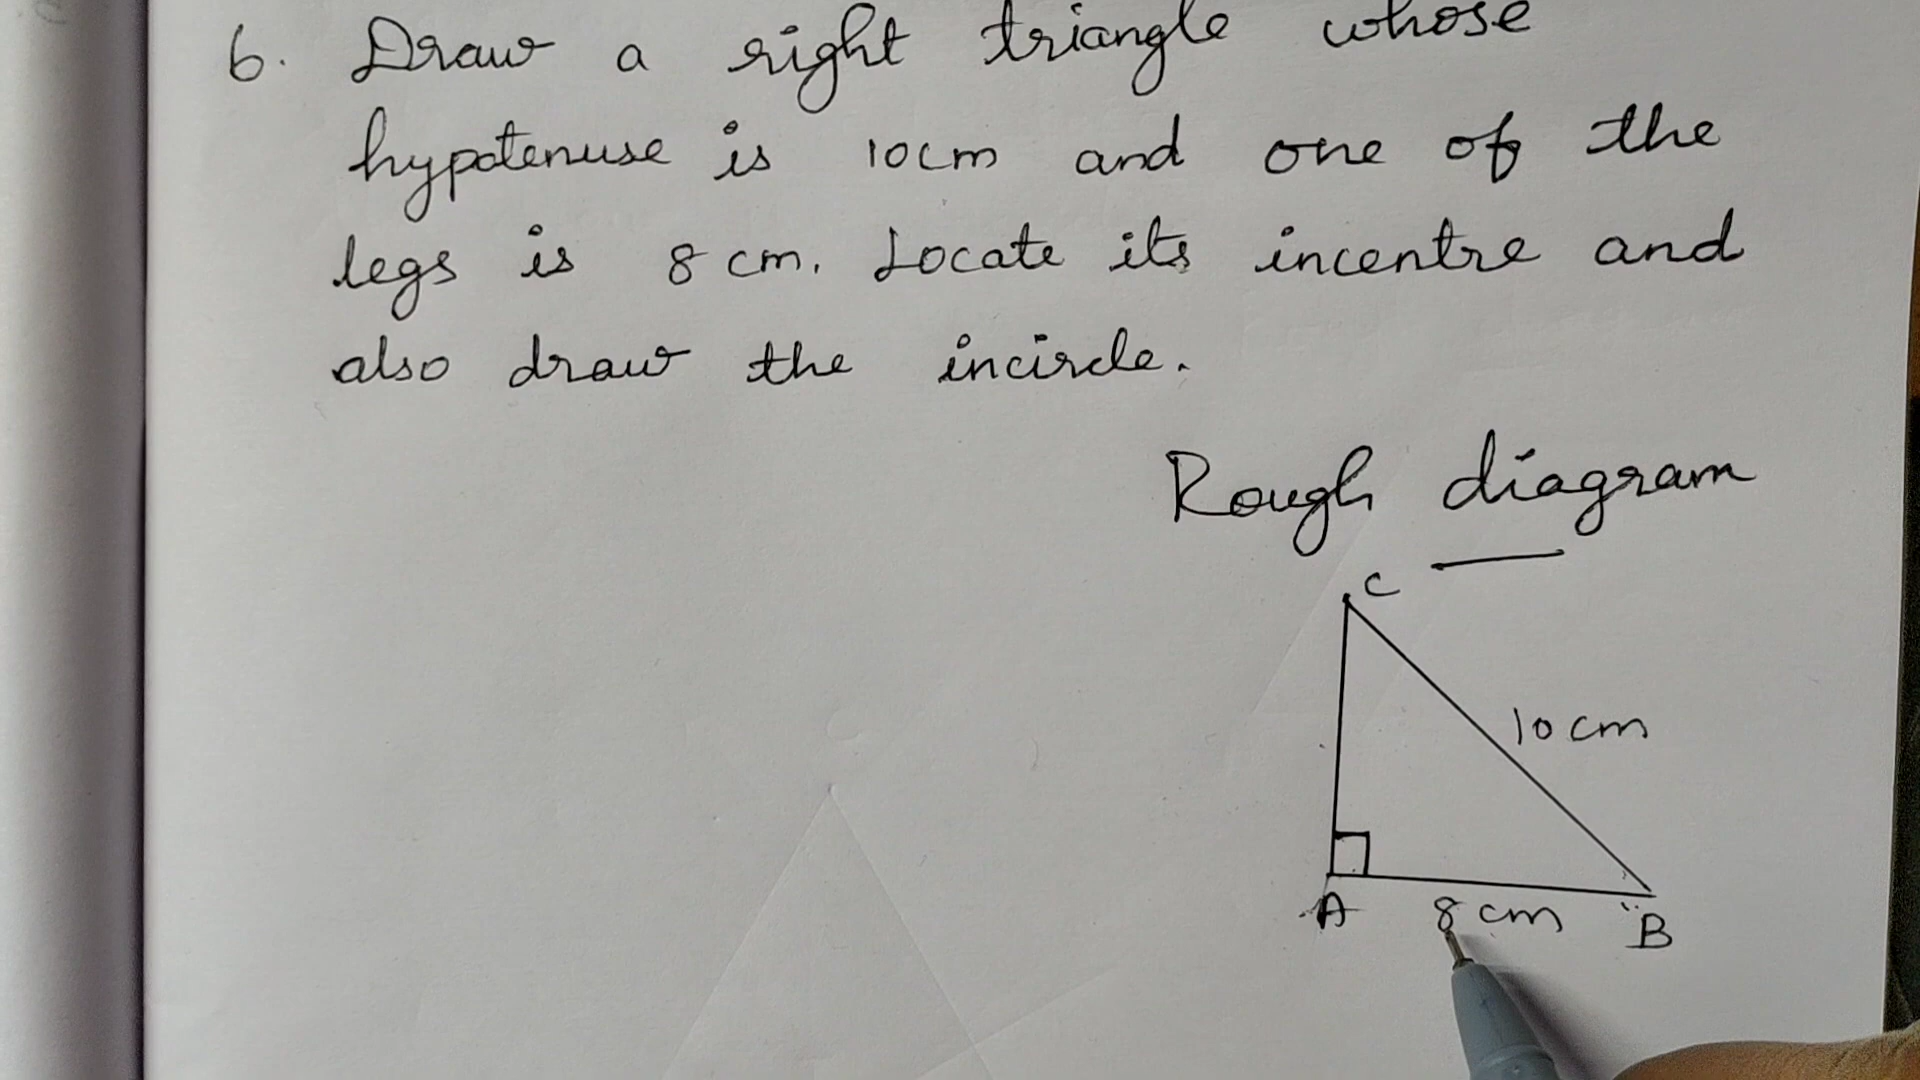 6. Draw a right triangle whose
hypotenuse is 10cm and one of the
legs is 8 cm. Locate its incentre and
also draw the incircle.
Rough diagram
C
10 cm
A 8 cm B